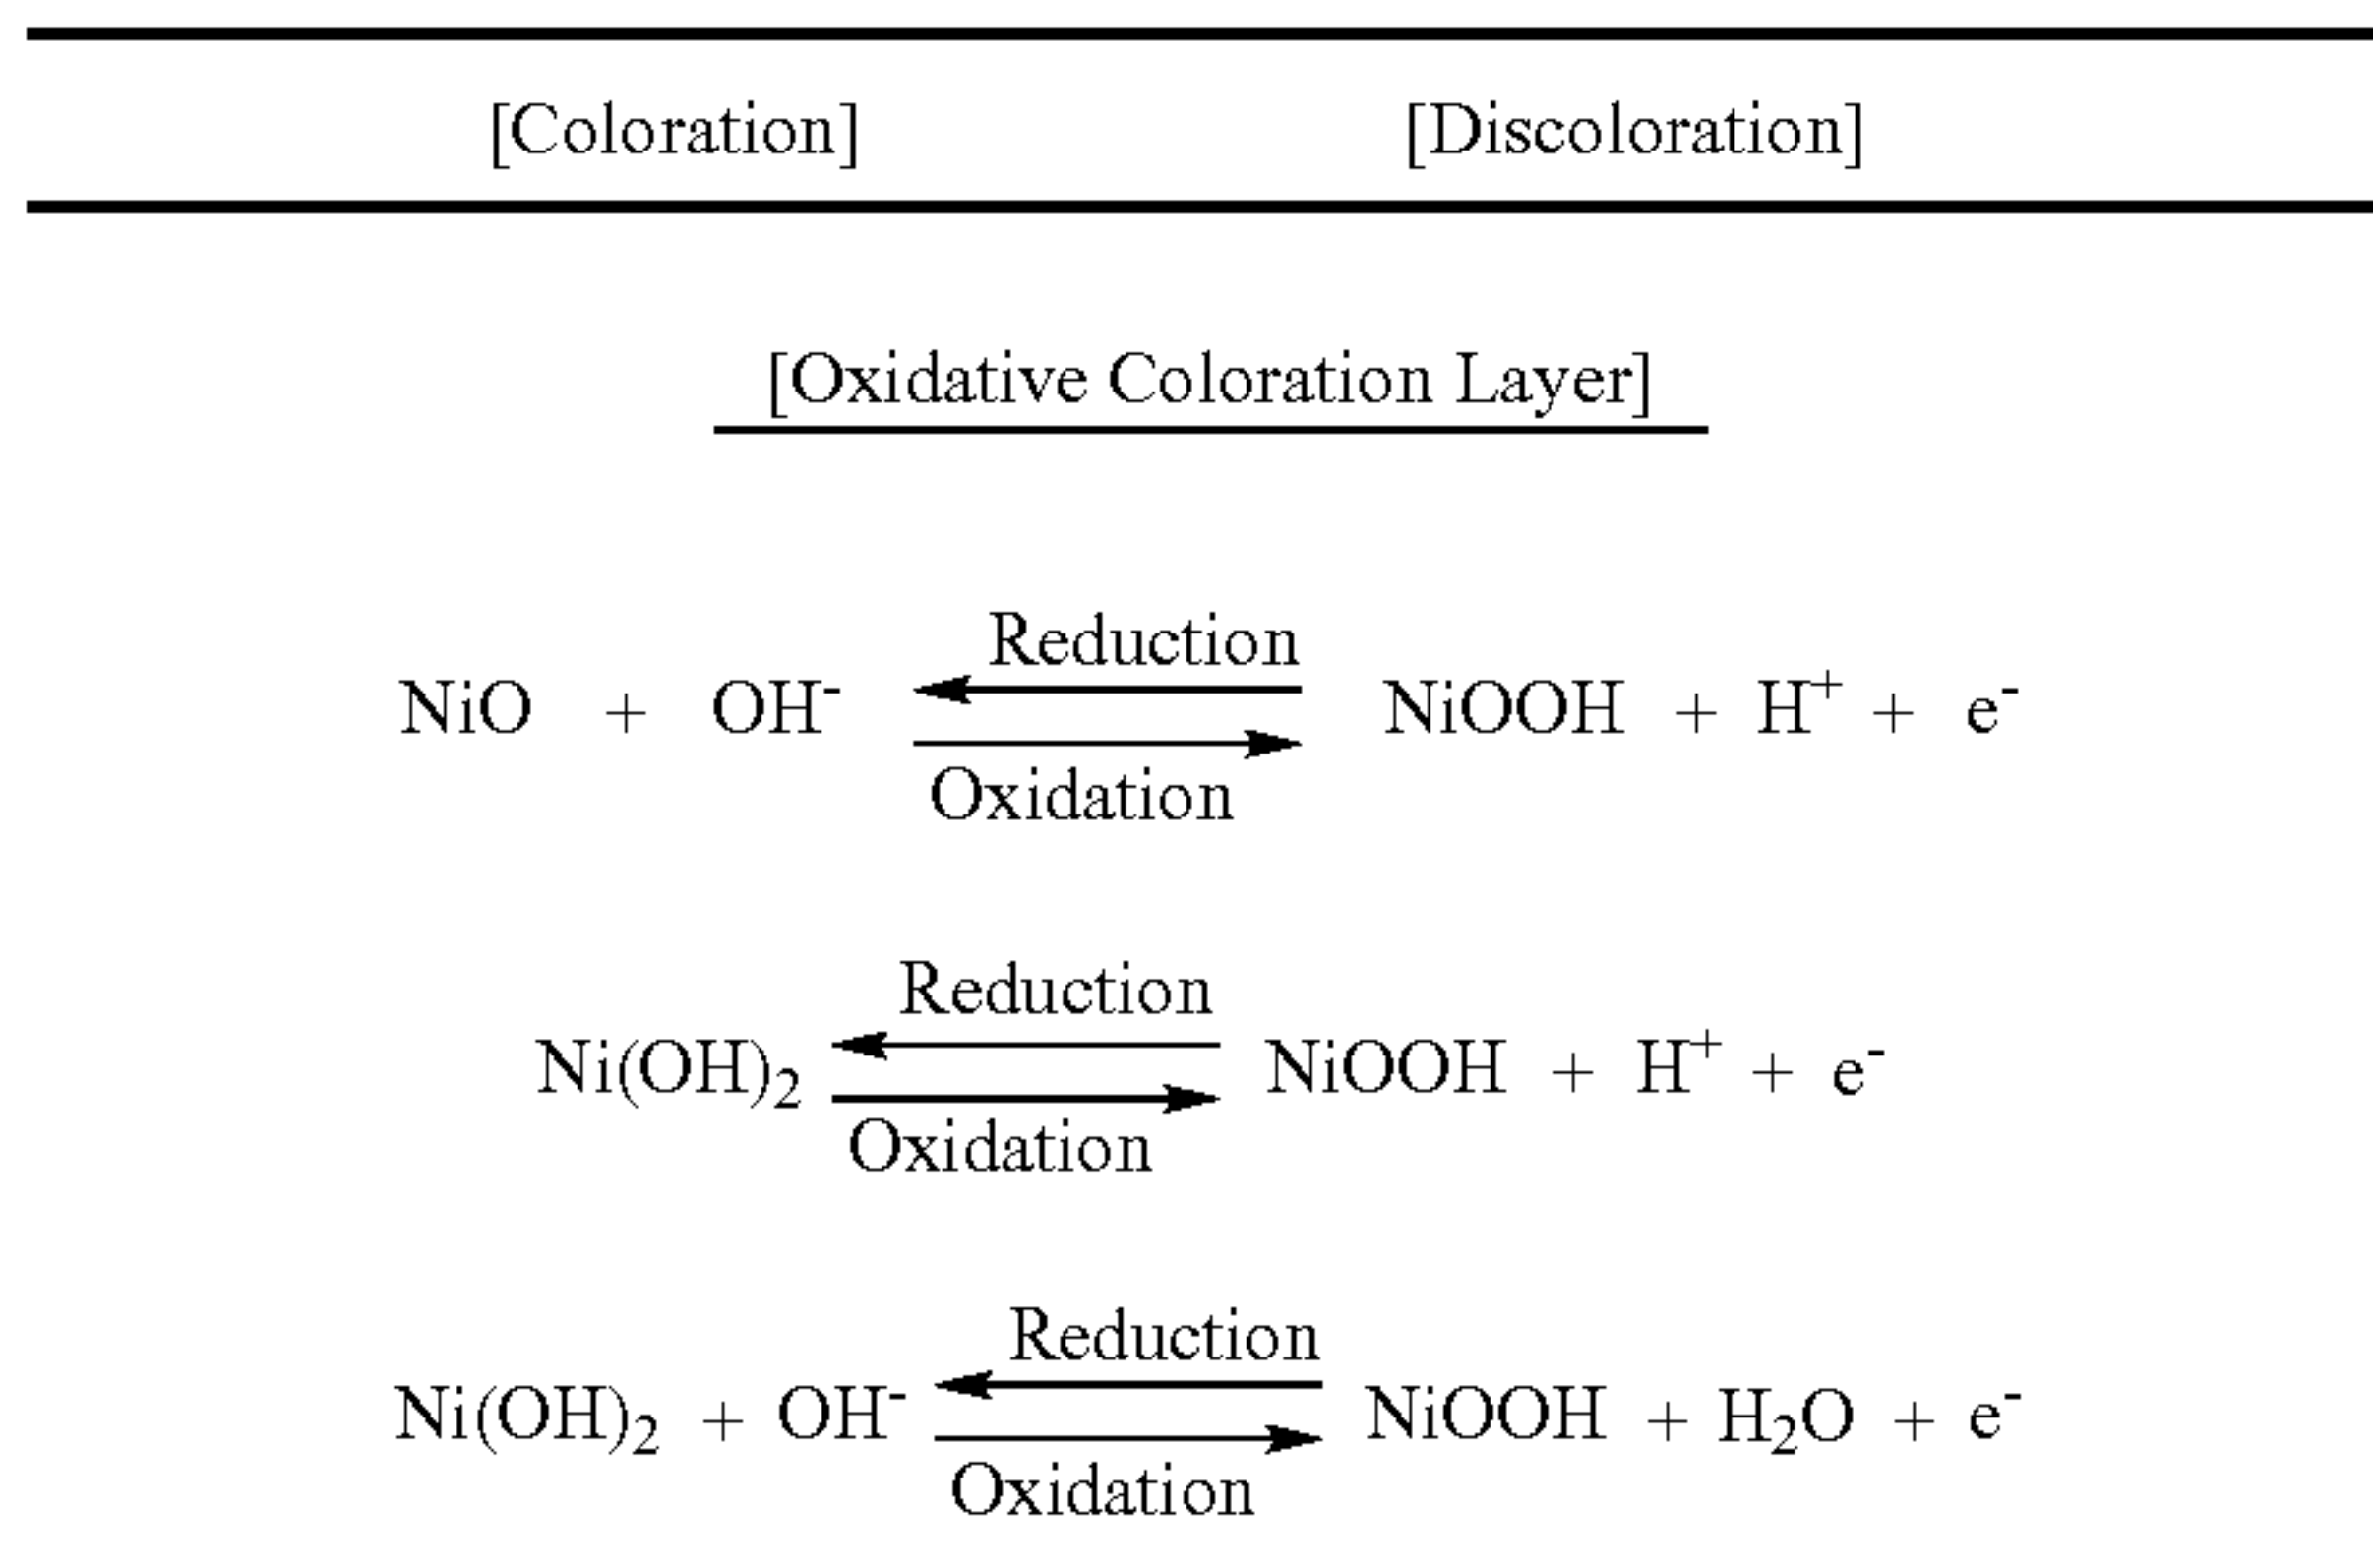 [Coloration] [Discoloration]
[Oxidative Coloration Layer]
Reduction
NiO + OH⁻ NiOOH + H⁺ + e⁻
Oxidation
Reduction
Ni(OH)₂ NiOOH + H⁺ + e⁻
Oxidation
Reduction
Ni(OH)₂ + OH⁻ NiOOH + H₂O + e⁻
Oxidation